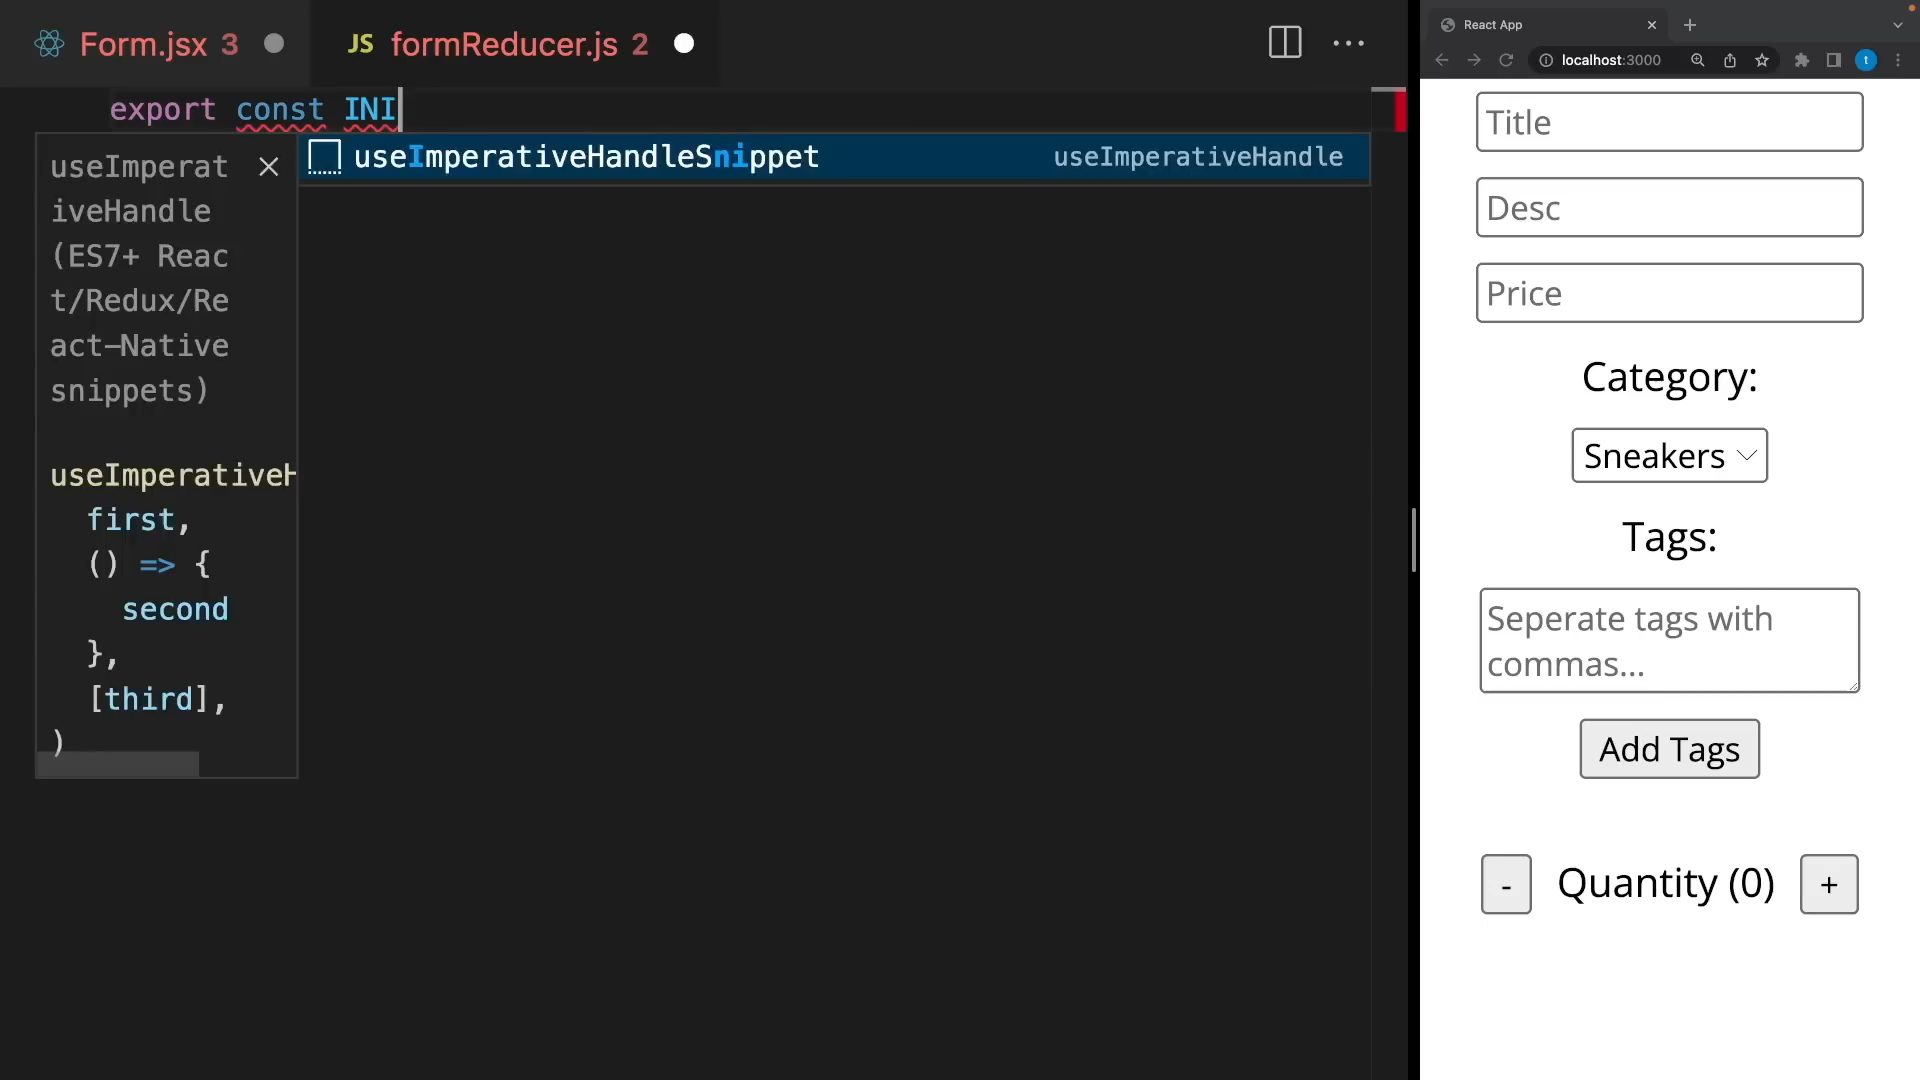 Form.jsx 3
JS formReducer.js 2
export const INI
useImperat
iveHandle
(ES7+ Reac
t/Redux/Re
act-Native
snippets)
useImperativeH
first,
() => {
second
},
[third],
)
useImperativeHandleSnippet useImperativeHandle
React App
localhost:3000
t
Title
Desc
Price
Category:
Sneakers
Tags:
Seperate tags with
commas...
Add Tags
- Quantity (0) +